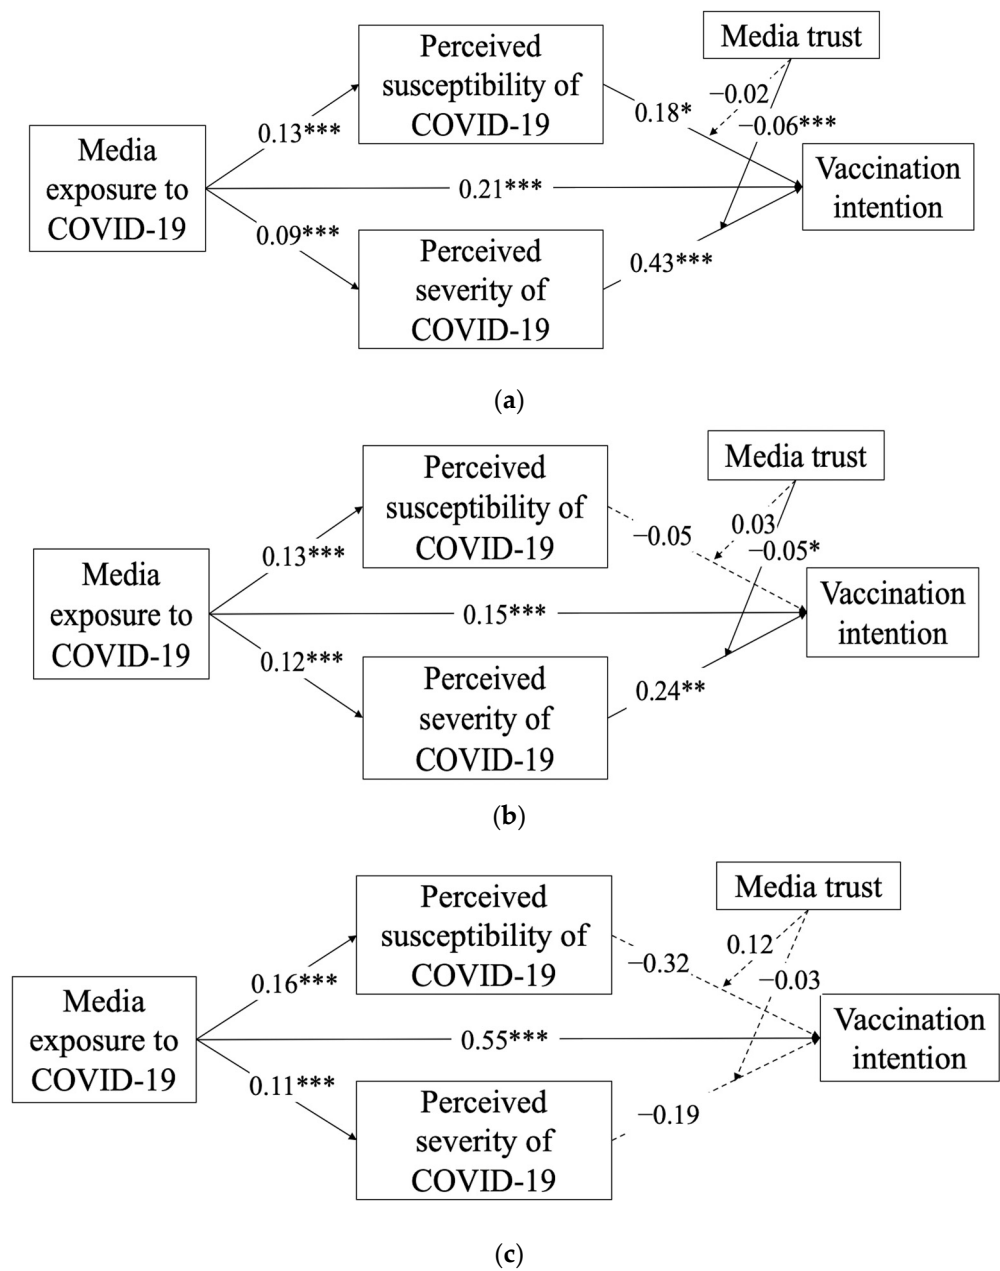 Media trust
Perceived
susceptibility of
COVID-19
−0.02
0.18*
−0.06***
0.13***
Media
exposure to
COVID-19
0.21***
Vaccination
intention
0.09***
Perceived
severity of
COVID-19
0.43***
(a)
Media trust
Perceived
susceptibility of
COVID-19
0.03
−0.05
−0.05*
0.13***
Media
exposure to
COVID-19
0.15***
Vaccination
intention
0.12***
Perceived
severity of
COVID-19
0.24**
(b)
Media trust
Perceived
susceptibility of
COVID-19
0.12
−0.32
−0.03
0.16***
Media
exposure to
COVID-19
0.55***
Vaccination
intention
0.11***
Perceived
severity of
COVID-19
−0.19
(c)